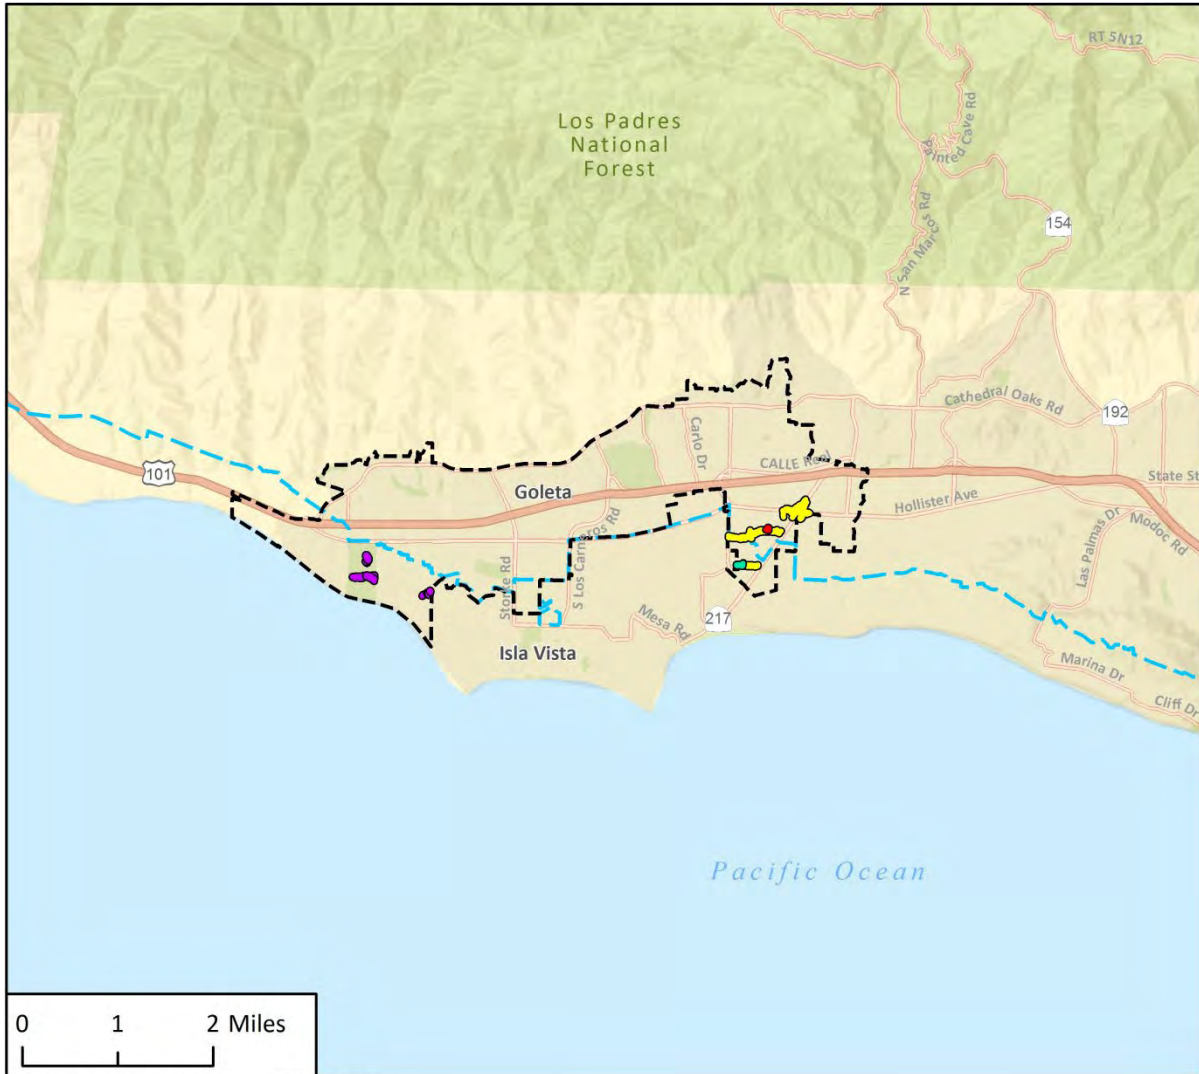 RT 5N12
Los Padres
National
Forest
Painted Cave Rd
154
N San Marcos Rd
Cathedral Oaks Rd
192
Carlo Dr
CALLE Real
101
Goleta
State St
Hollister Ave
Las Palmas Dr
Modoc Rd
S Los Carneros Rd
Storke Rd
Mesa Rd
217
Isla Vista
Marina Dr
Cliff Dr
Pacific Ocean
0 1 2 Miles